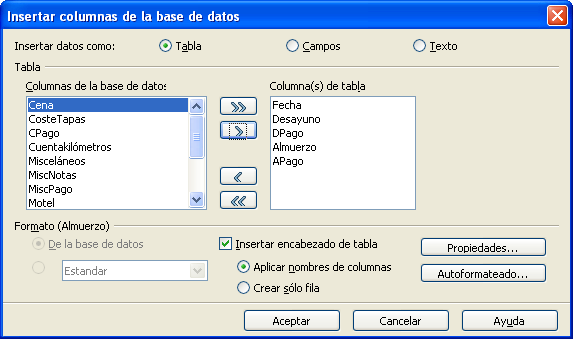 Insertar columnas de la base de datos
Insertar datos como: Tabla Campos Texto
Tabla
Columnas de la base de datos
Cena
CosteTapas
CPago
Cuentakilómetros
Misceláneos
MiscNotas
MiscPago
Motel
Columna(s) de tabla
Fecha
Desayuno
DPago
Almuerzo
APago
Formato (Almuerzo)
De la base de datos
Estandar
Insertar encabezado de tabla
Aplicar nombres de columnas
Crear sólo fila
Propiedades...
Autoformateado...
Aceptar Cancelar Ayuda